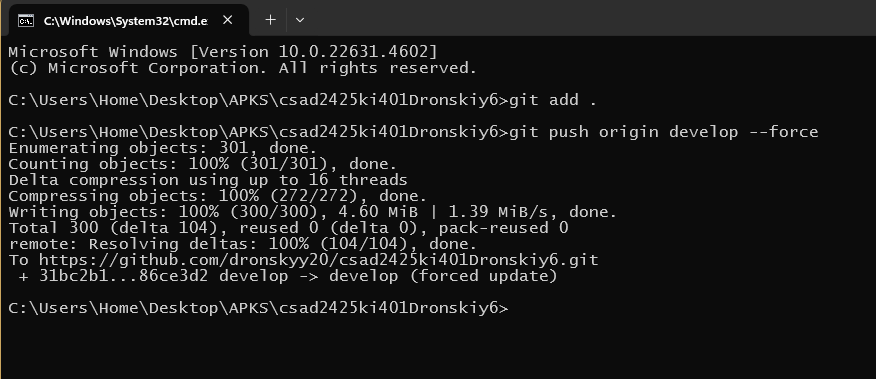 C:\Windows\System32\cmd.e
Microsoft Windows [Version 10.0.22631.4602]
(c) Microsoft Corporation. All rights reserved.
C:\Users\Home\Desktop\APKS\csad2425ki401Dronskiy6>git add .
C:\Users\Home\Desktop\APKS\csad2425ki401Dronskiy6>git push origin develop --force
Enumerating objects: 301, done.
Counting objects: 100% (301/301), done.
Delta compression using up to 16 threads
Compressing objects: 100% (272/272), done.
Writing objects: 100% (300/300), 4.60 MiB | 1.39 MiB/s, done.
Total 300 (delta 104), reused 0 (delta 0), pack-reused 0
remote: Resolving deltas: 100% (104/104), done.
To https://github.com/dronskyy20/csad2425ki401Dronskiy6.git
 + 31bc2b1...86ce3d2 develop -> develop (forced update)
C:\Users\Home\Desktop\APKS\csad2425ki401Dronskiy6>